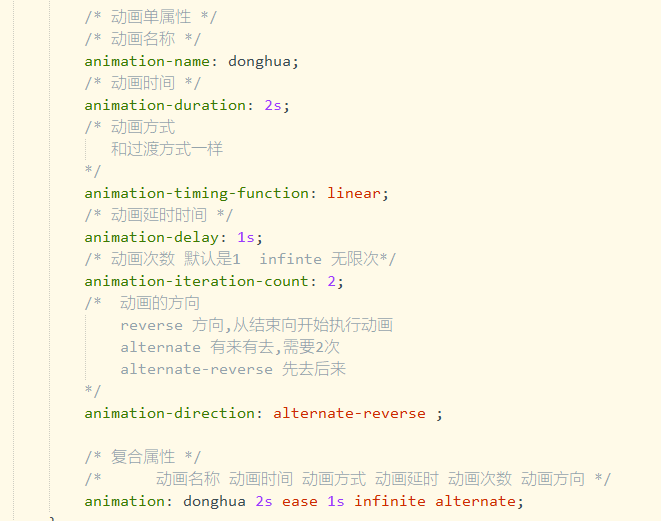 /* 动画单属性 */
/* 动画名称 */
animation-name: donghua;
/* 动画时间 */
animation-duration: 2s;
/* 动画方式
和过渡方式一样
*/
animation-timing-function: linear;
/* 动画延时时间 */
animation-delay: 1s;
/* 动画次数 默认是1  infinte 无限次*/
animation-iteration-count: 2;
/*  动画的方向
reverse 方向,从结束向开始执行动画
alternate 有来有去,需要2次
alternate-reverse 先去后来
*/
animation-direction: alternate-reverse ;
/* 复合属性 */
/*      动画名称 动画时间 动画方式 动画延时 动画次数 动画方向 */
animation: donghua 2s ease 1s infinite alternate;
}